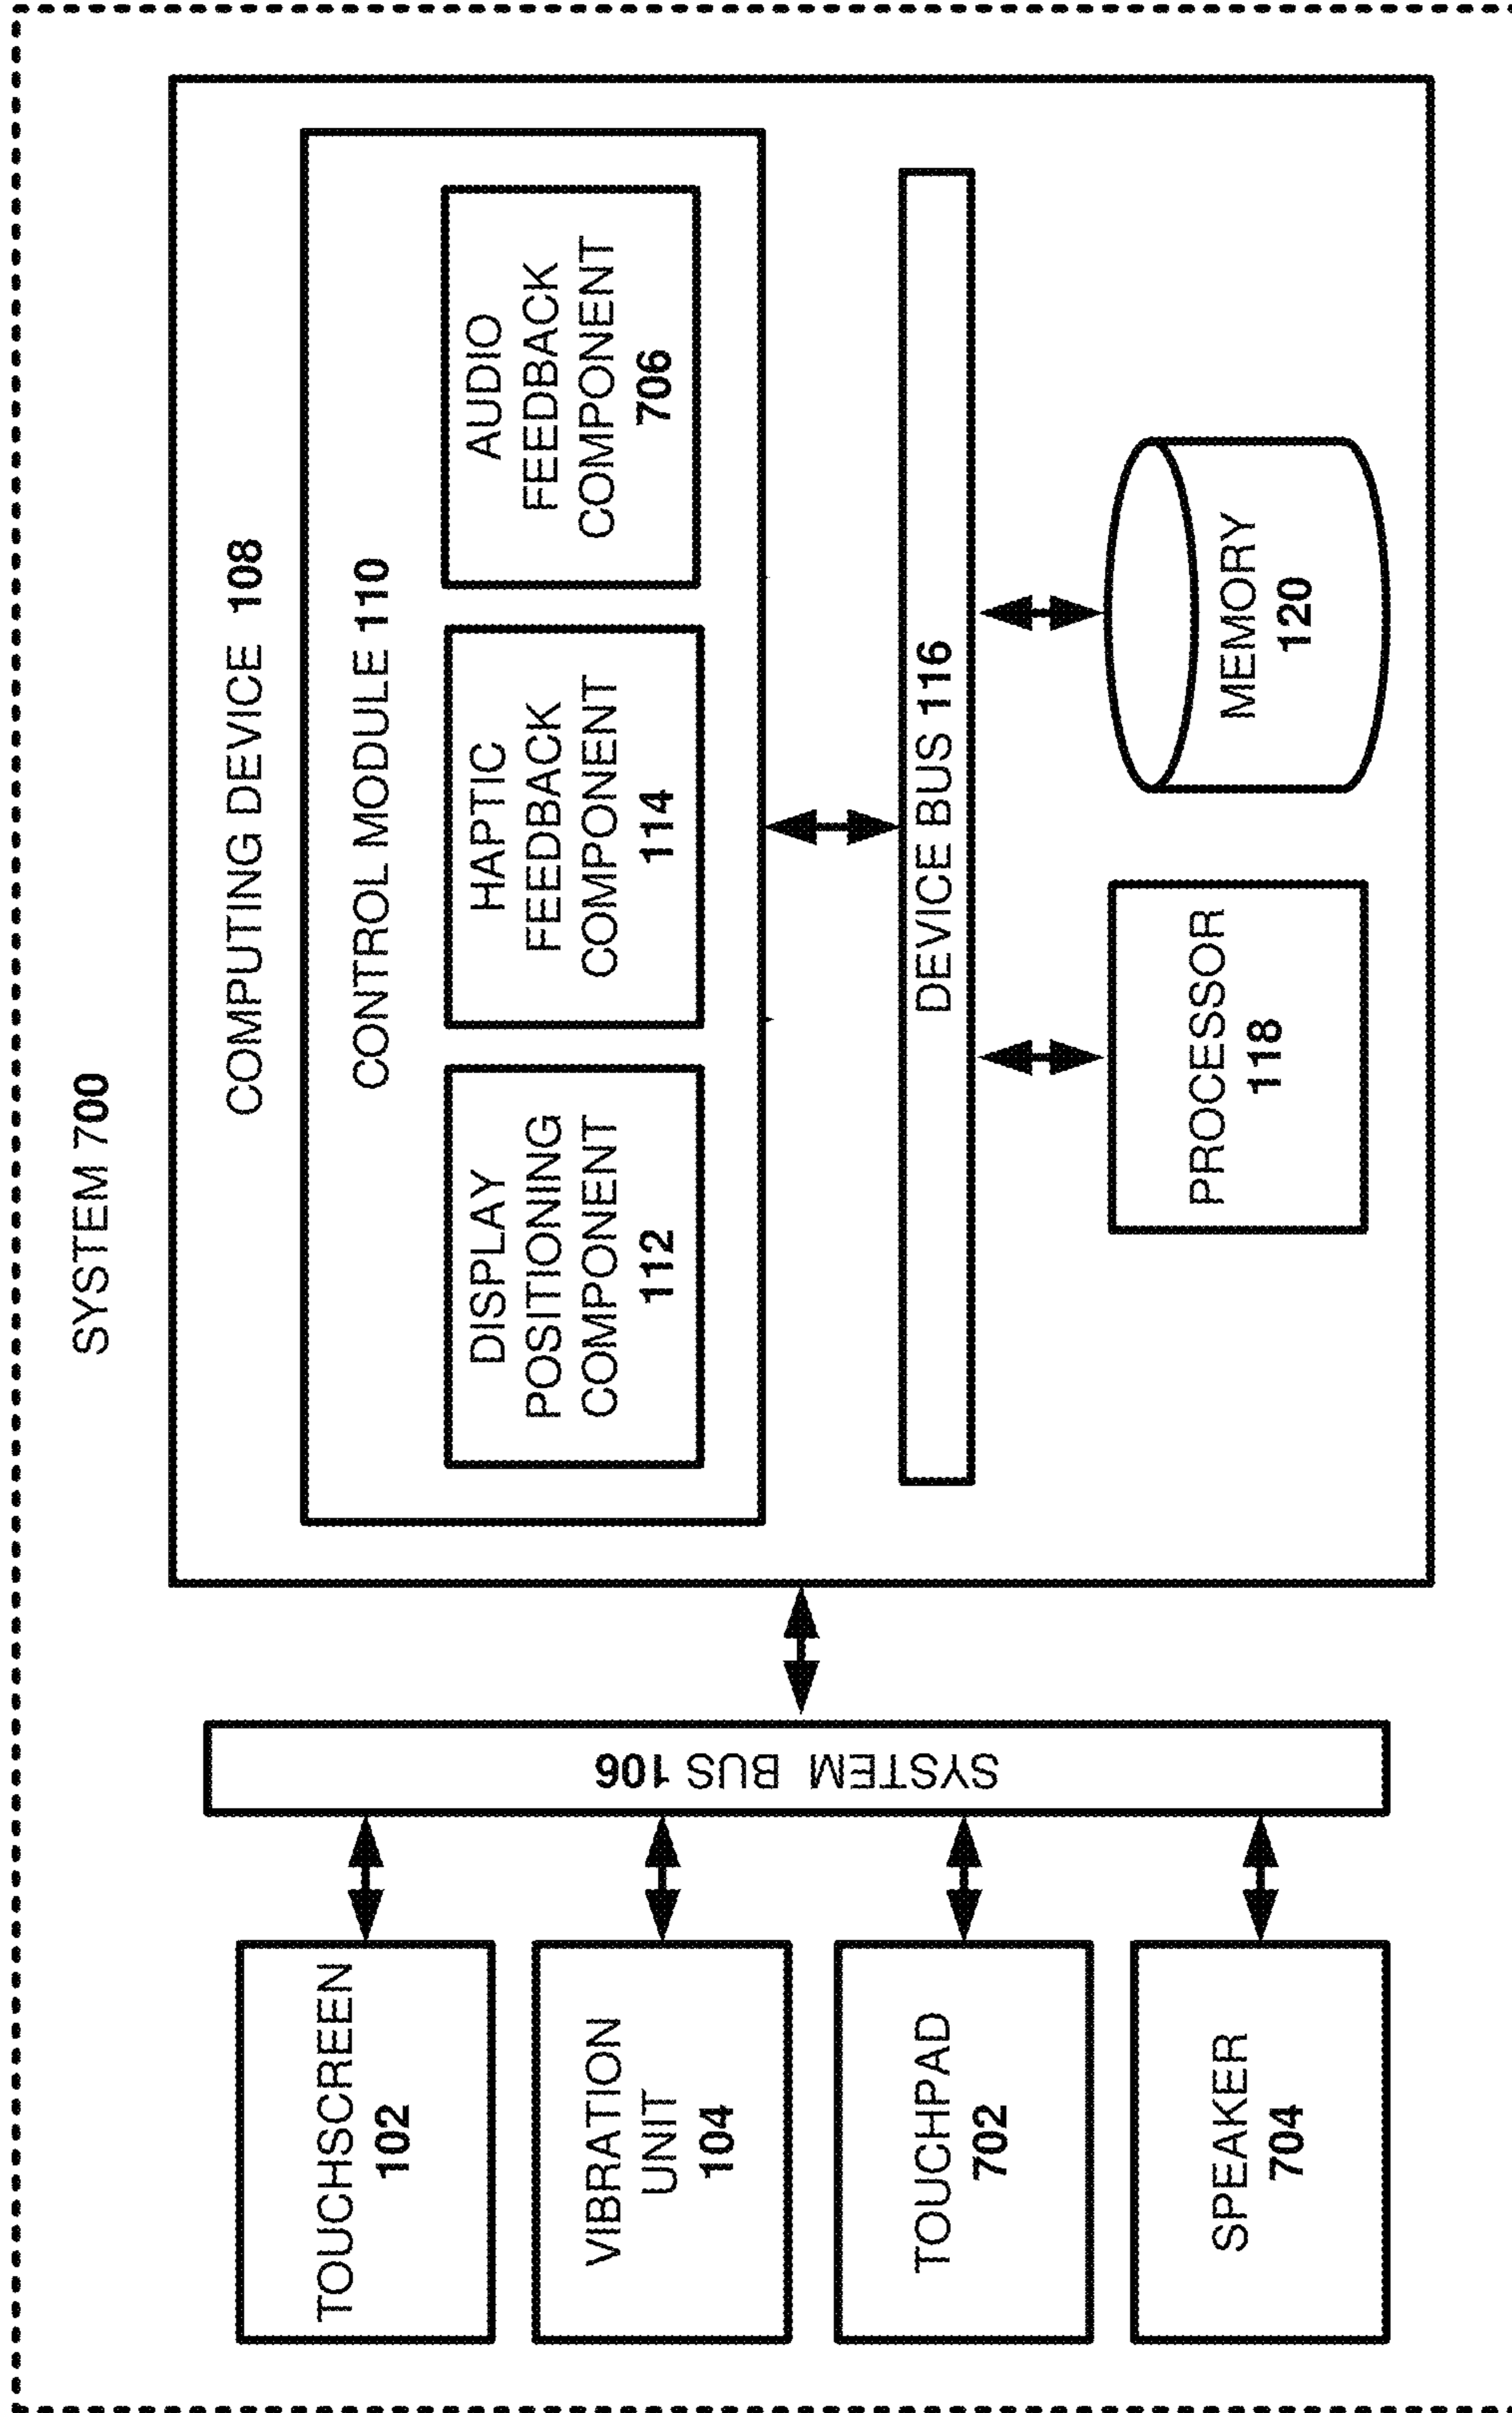 SYSTEM 700
COMPUTING DEVICE 108
CONTROL MODULE 110
DISPLAY
POSITIONING
COMPONENT
112
HAPTIC
FEEDBACK
COMPONENT
114
AUDIO
FEEDBACK
COMPONENT
706
DEVICE BUS 116
PROCESSOR
118
MEMORY
120
SYSTEM BUS 106
TOUCHSCREEN
102
VIBRATION
UNIT
104
TOUCHPAD
702
SPEAKER
704